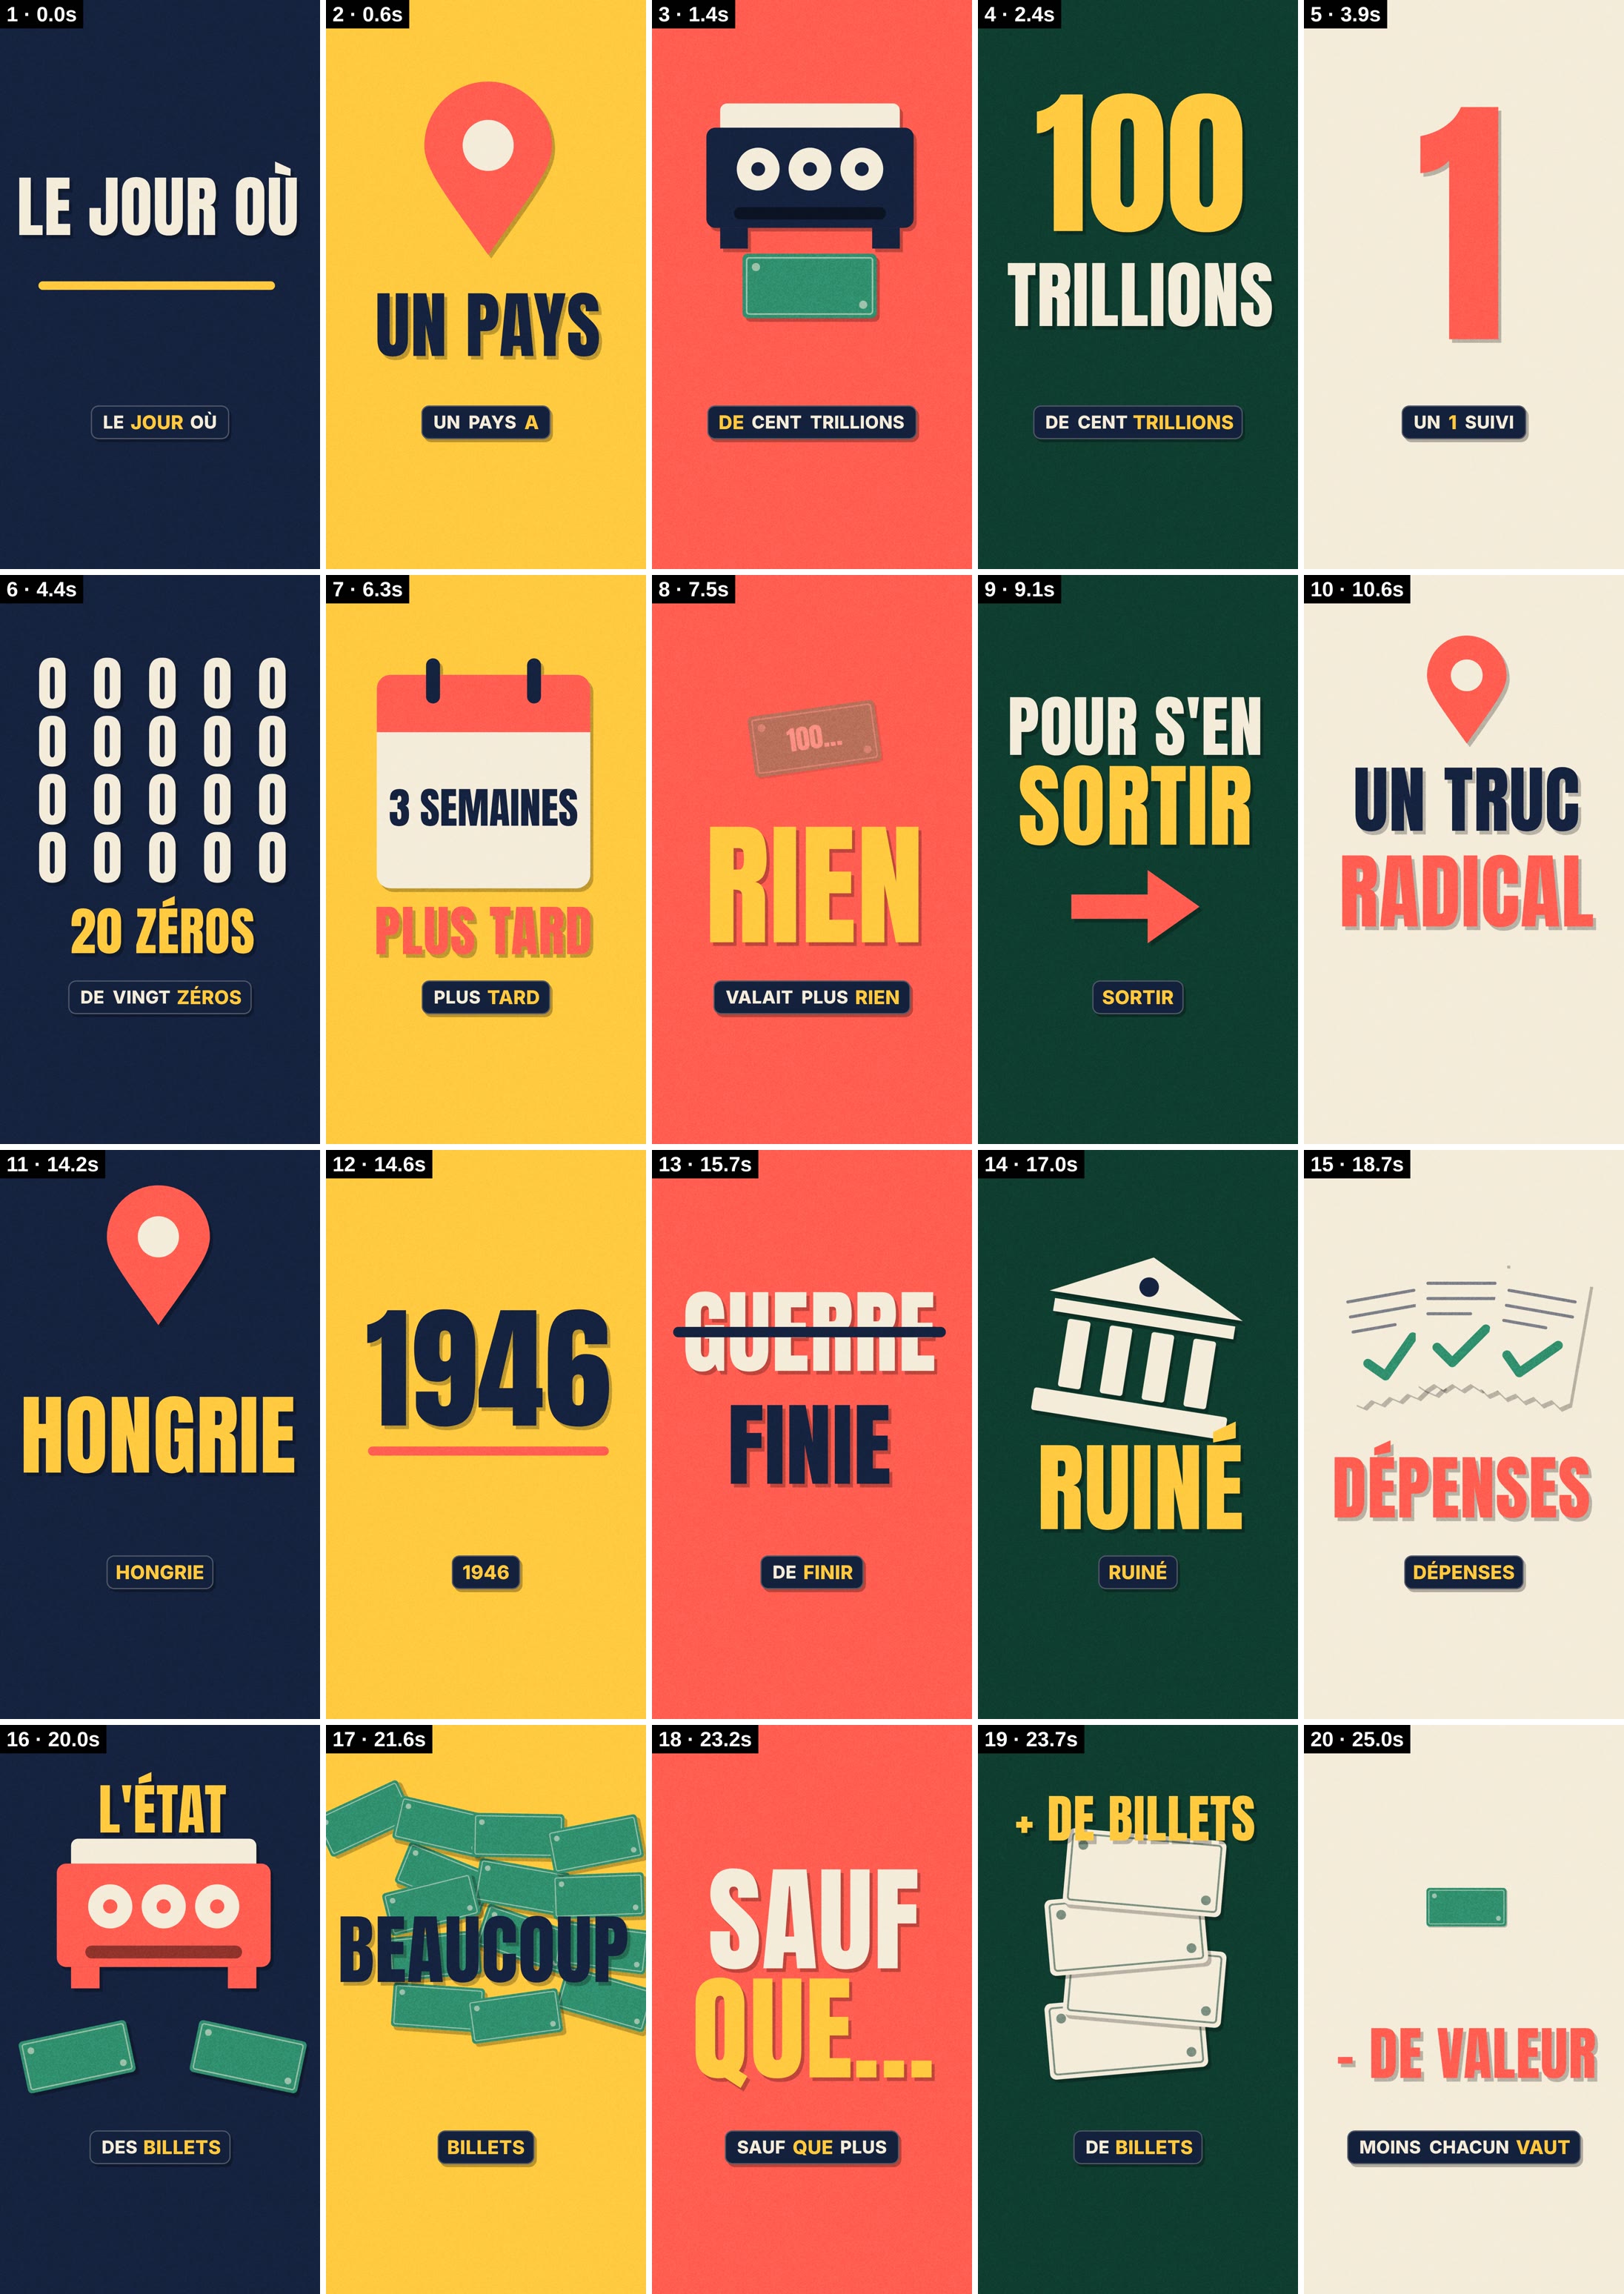 1 · 0.0s
LE JOUR OÙ
LE JOUR OÙ
2 · 0.6s
UN PAYS
UN PAYS A
3 · 1.4s
DE CENT TRILLIONS
4 · 2.4s
100
TRILLIONS
DE CENT TRILLIONS
5 · 3.9s
1
UN 1 SUIVI
6 · 4.4s
0 0 0 0 0
0 0 0 0 0
0 0 0 0 0
0 0 0 0 0
20 ZÉROS
DE VINGT ZÉROS
7 · 6.3s
3 SEMAINES
PLUS TARD
PLUS TARD
8 · 7.5s
100...
RIEN
VALAIT PLUS RIEN
9 · 9.1s
POUR S'EN
SORTIR
SORTIR
10 · 10.6s
UN TRUC
RADICAL
11 · 14.2s
HONGRIE
HONGRIE
12 · 14.6s
1946
1946
13 · 15.7s
GUERRE
FINIE
DE FINIR
14 · 17.0s
RUINÉ
RUINÉ
15 · 18.7s
DÉPENSES
DÉPENSES
16 · 20.0s
L'ÉTAT
DES BILLETS
17 · 21.6s
BEAUCOUP
BILLETS
18 · 23.2s
SAUF
QUE...
SAUF QUE PLUS
19 · 23.7s
+ DE BILLETS
DE BILLETS
20 · 25.0s
- DE VALEUR
MOINS CHACUN VAUT